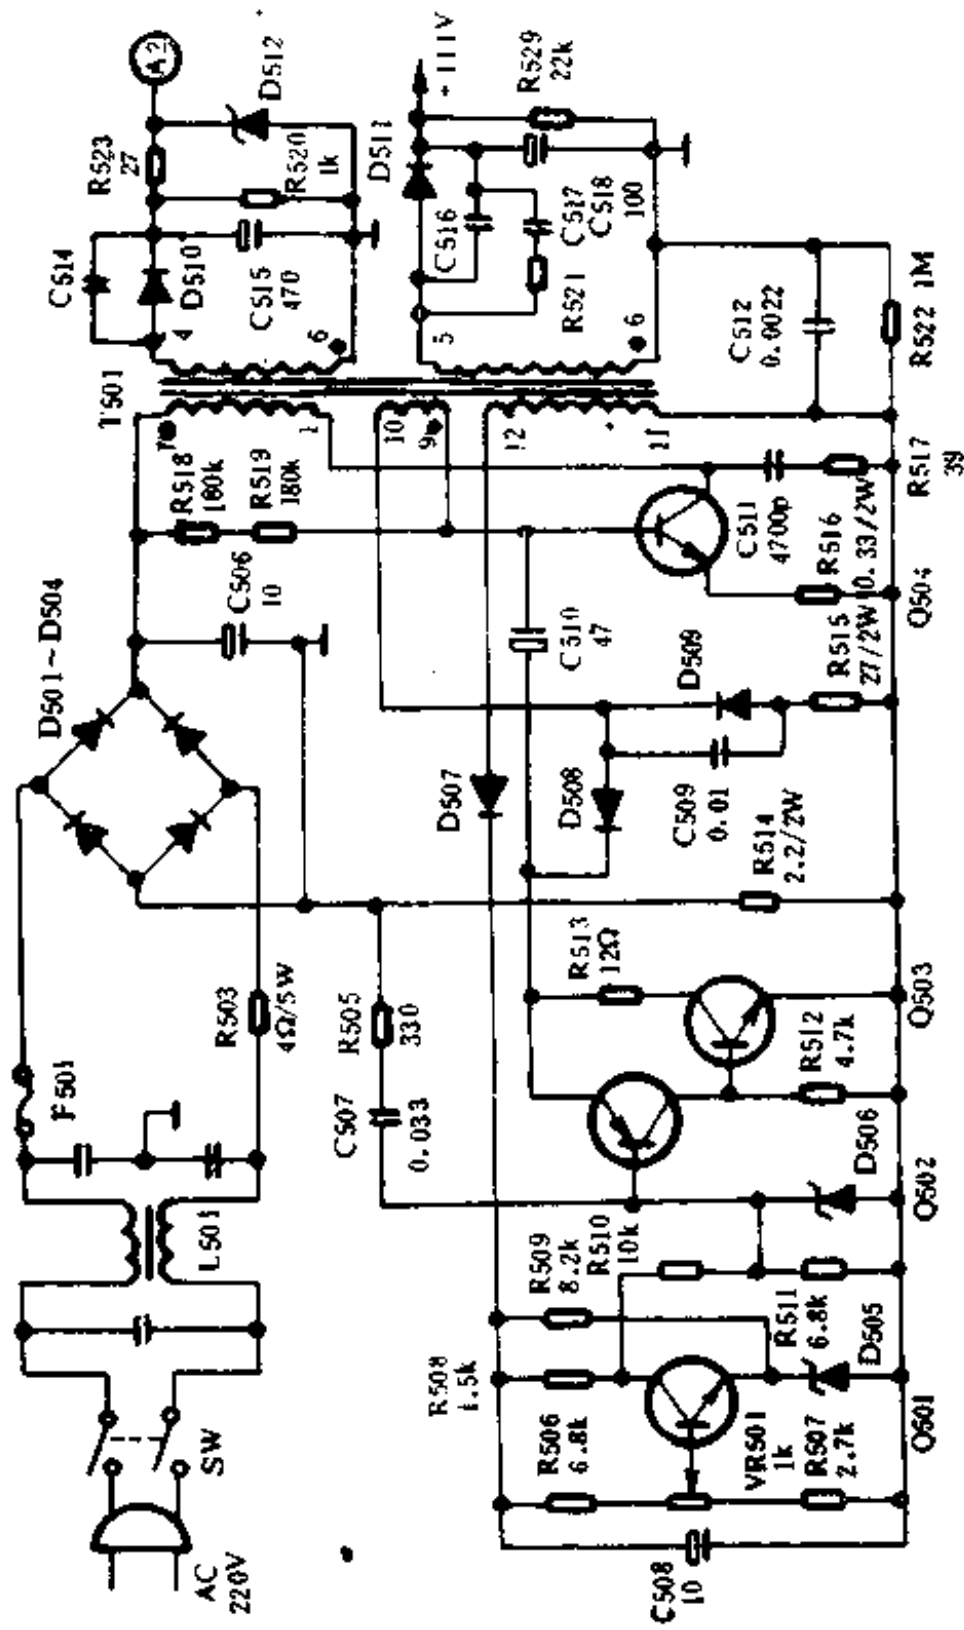 AC
220V
SW
L501
F501
R503
4Ω/5W
D501~D504
C506
10
R518
180k
R519
180k
T501
7
1
10
9
12
11
4
6
5
6
C514
D510
C515
470
R523
27
R520
1k
D512
A2
D511
+111V
C516
C517
R521
C518
100
R529
22k
C512
0.0022
R522 1M
R505
330
C507
0.033
D507
D508
C510
47
D509
C509
0.01
R514
2.2/2W
R515
27/2W
R516
0.33/2W
C511
4700p
R517
39
Q504
R513
12Ω
R512
4.7k
Q503
D506
Q502
R509
8.2k
R510
10k
R511
6.8k
D505
R508
1.5k
R506
6.8k
VR501
1k
R507
2.7k
Q501
C508
10